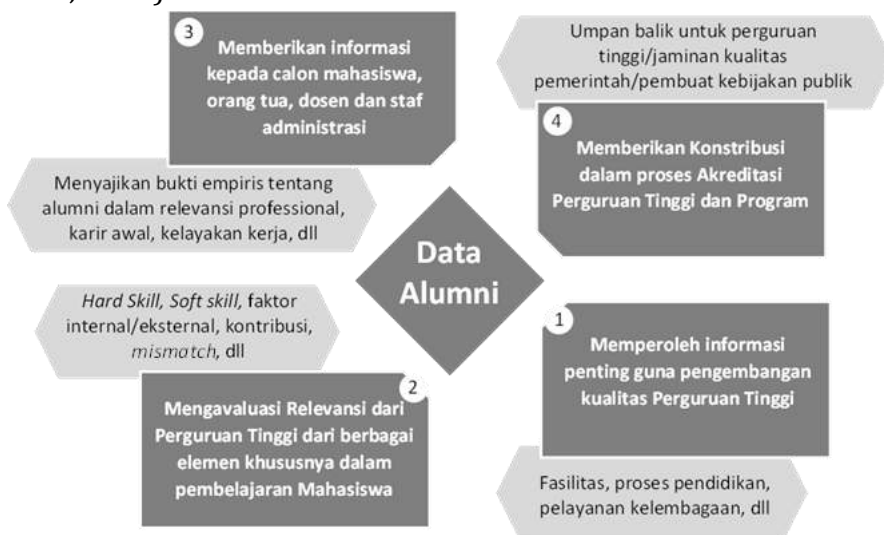 3
Memberikan informasi
kepada calon mahasiswa,
orang tua, dosen dan staf
administrasi
Menyajikan bukti empiris tentang
alumni dalam relevansi professional,
karir awal, kelayakan kerja, dll
Umpan balik untuk perguruan
tinggi/jaminan kualitas
pemerintah/pembuat kebijakan publik
4
Memberikan Konstribusi
dalam proses Akreditasi
Perguruan Tinggi dan Program
Data
Alumni
Hard Skill, Soft skill, faktor
internal/eksternal, kontribusi,
mismatch, dll
2
Mengavaluasi Relevansi dari
Perguruan Tinggi dari berbagai
elemen khususnya dalam
pembelajaran Mahasiswa
1
Memperoleh informasi
penting guna pengembangan
kualitas Perguruan Tinggi
Fasilitas, proses pendidikan,
pelayanan kelembagaan, dll